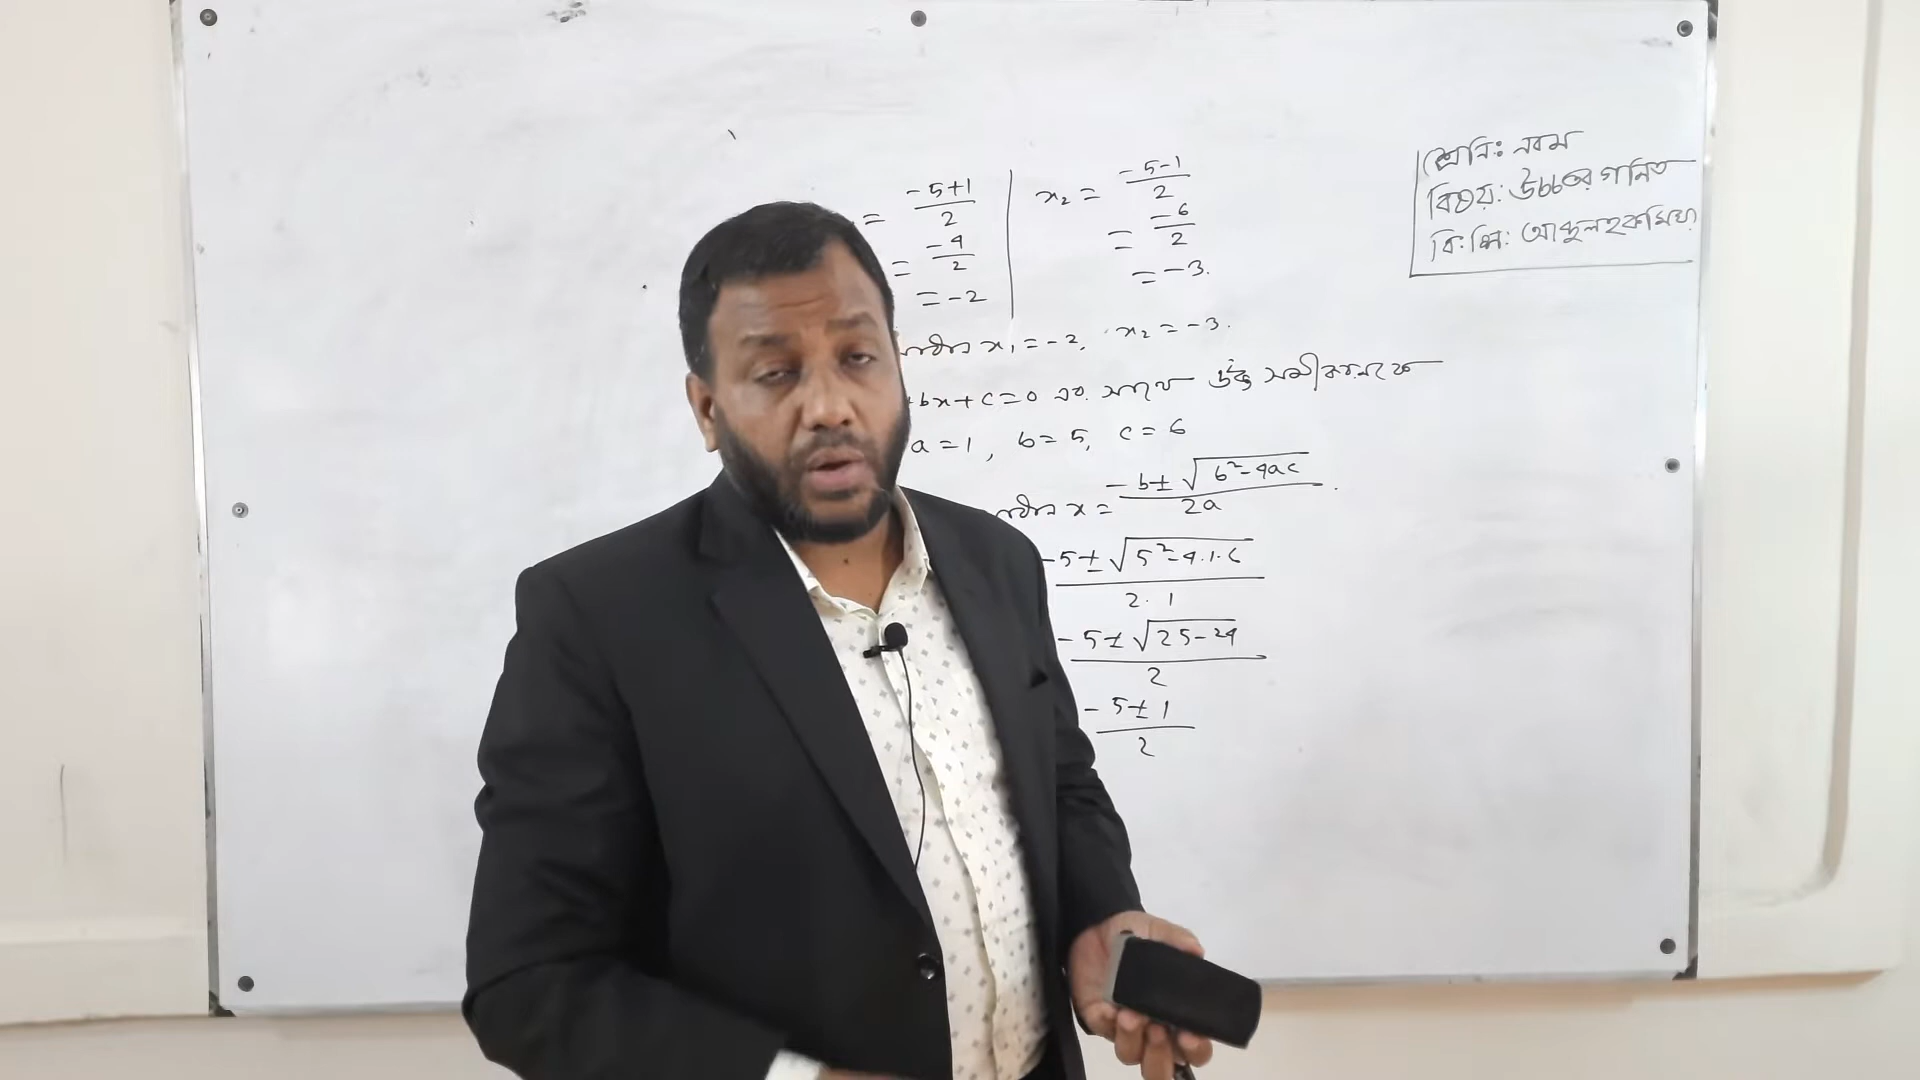 = -5+1/2
= -4/2
= -2
x₂ = -5-1/2
= -6/2
= -3.
x₁ = -2, x₂ = -3.
+bx+c=0 এর সাথে উক্ত সমীকরণকে
a=1, b=5, c=6
x = -b±√b²-4ac/2a.
-5±√5²-4.1.6/2.1
-5±√25-24/2
-5±1/2
শ্রেনিঃ নবম
বিষয়: উচ্চতর গনিত
বি: শি: